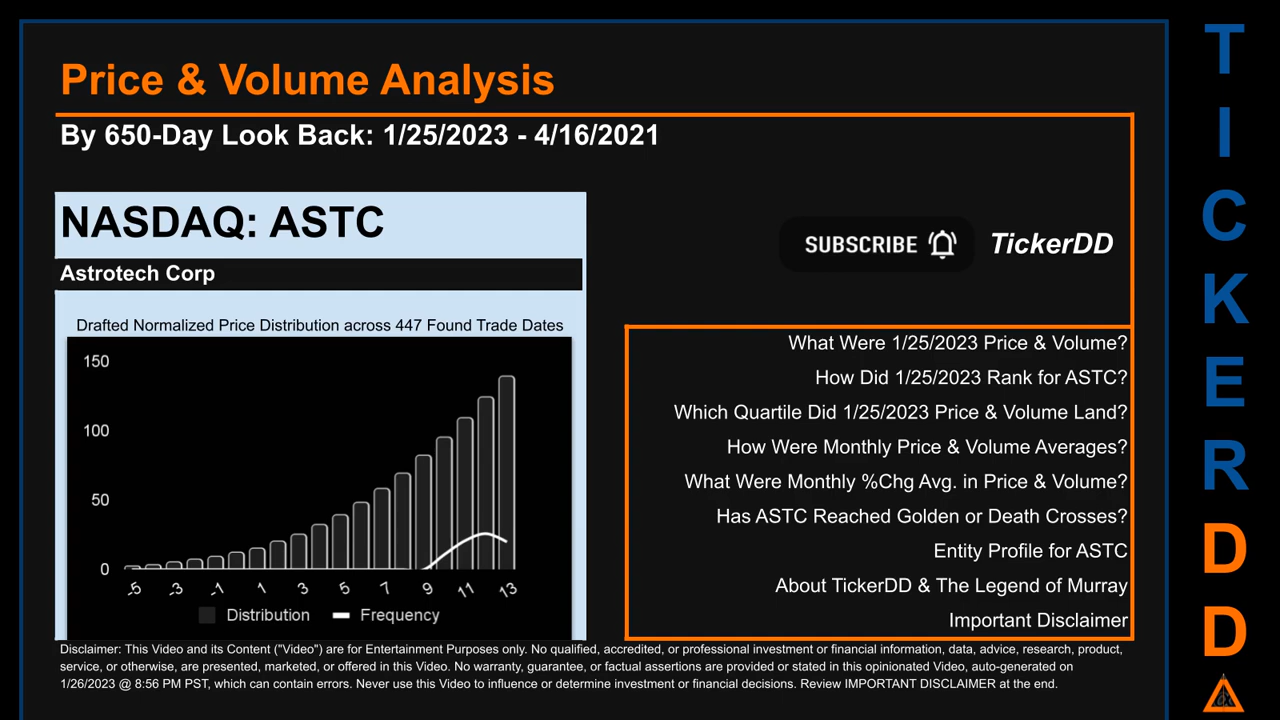 Price & Volume Analysis
By 650-Day Look Back: 1/25/2023 - 4/16/2021
NASDAQ: ASTC
Astrotech Corp
Drafted Normalized Price Distribution across 447 Found Trade Dates
150
100
50
0
-5
-3
-1
1
3
5
7
9
11
13
Distribution
Frequency
SUBSCRIBE
TickerDD
What Were 1/25/2023 Price & Volume?
How Did 1/25/2023 Rank for ASTC?
Which Quartile Did 1/25/2023 Price & Volume Land?
How Were Monthly Price & Volume Averages?
What Were Monthly %Chg Avg. in Price & Volume?
Has ASTC Reached Golden or Death Crosses?
Entity Profile for ASTC
About TickerDD & The Legend of Murray
Important Disclaimer
Disclaimer: This Video and its Content ("Video") are for Entertainment Purposes only. No qualified, accredited, or professional investment or financial information, data, advice, research, product,
service, or otherwise, are presented, marketed, or offered in this Video. No warranty, guarantee, or factual assertions are provided or stated in this opinionated Video, auto-generated on
1/26/2023 @ 8:56 PM PST, which can contain errors. Never use this Video to influence or determine investment or financial decisions. Review IMPORTANT DISCLAIMER at the end.
T
I
C
K
E
R
D
D